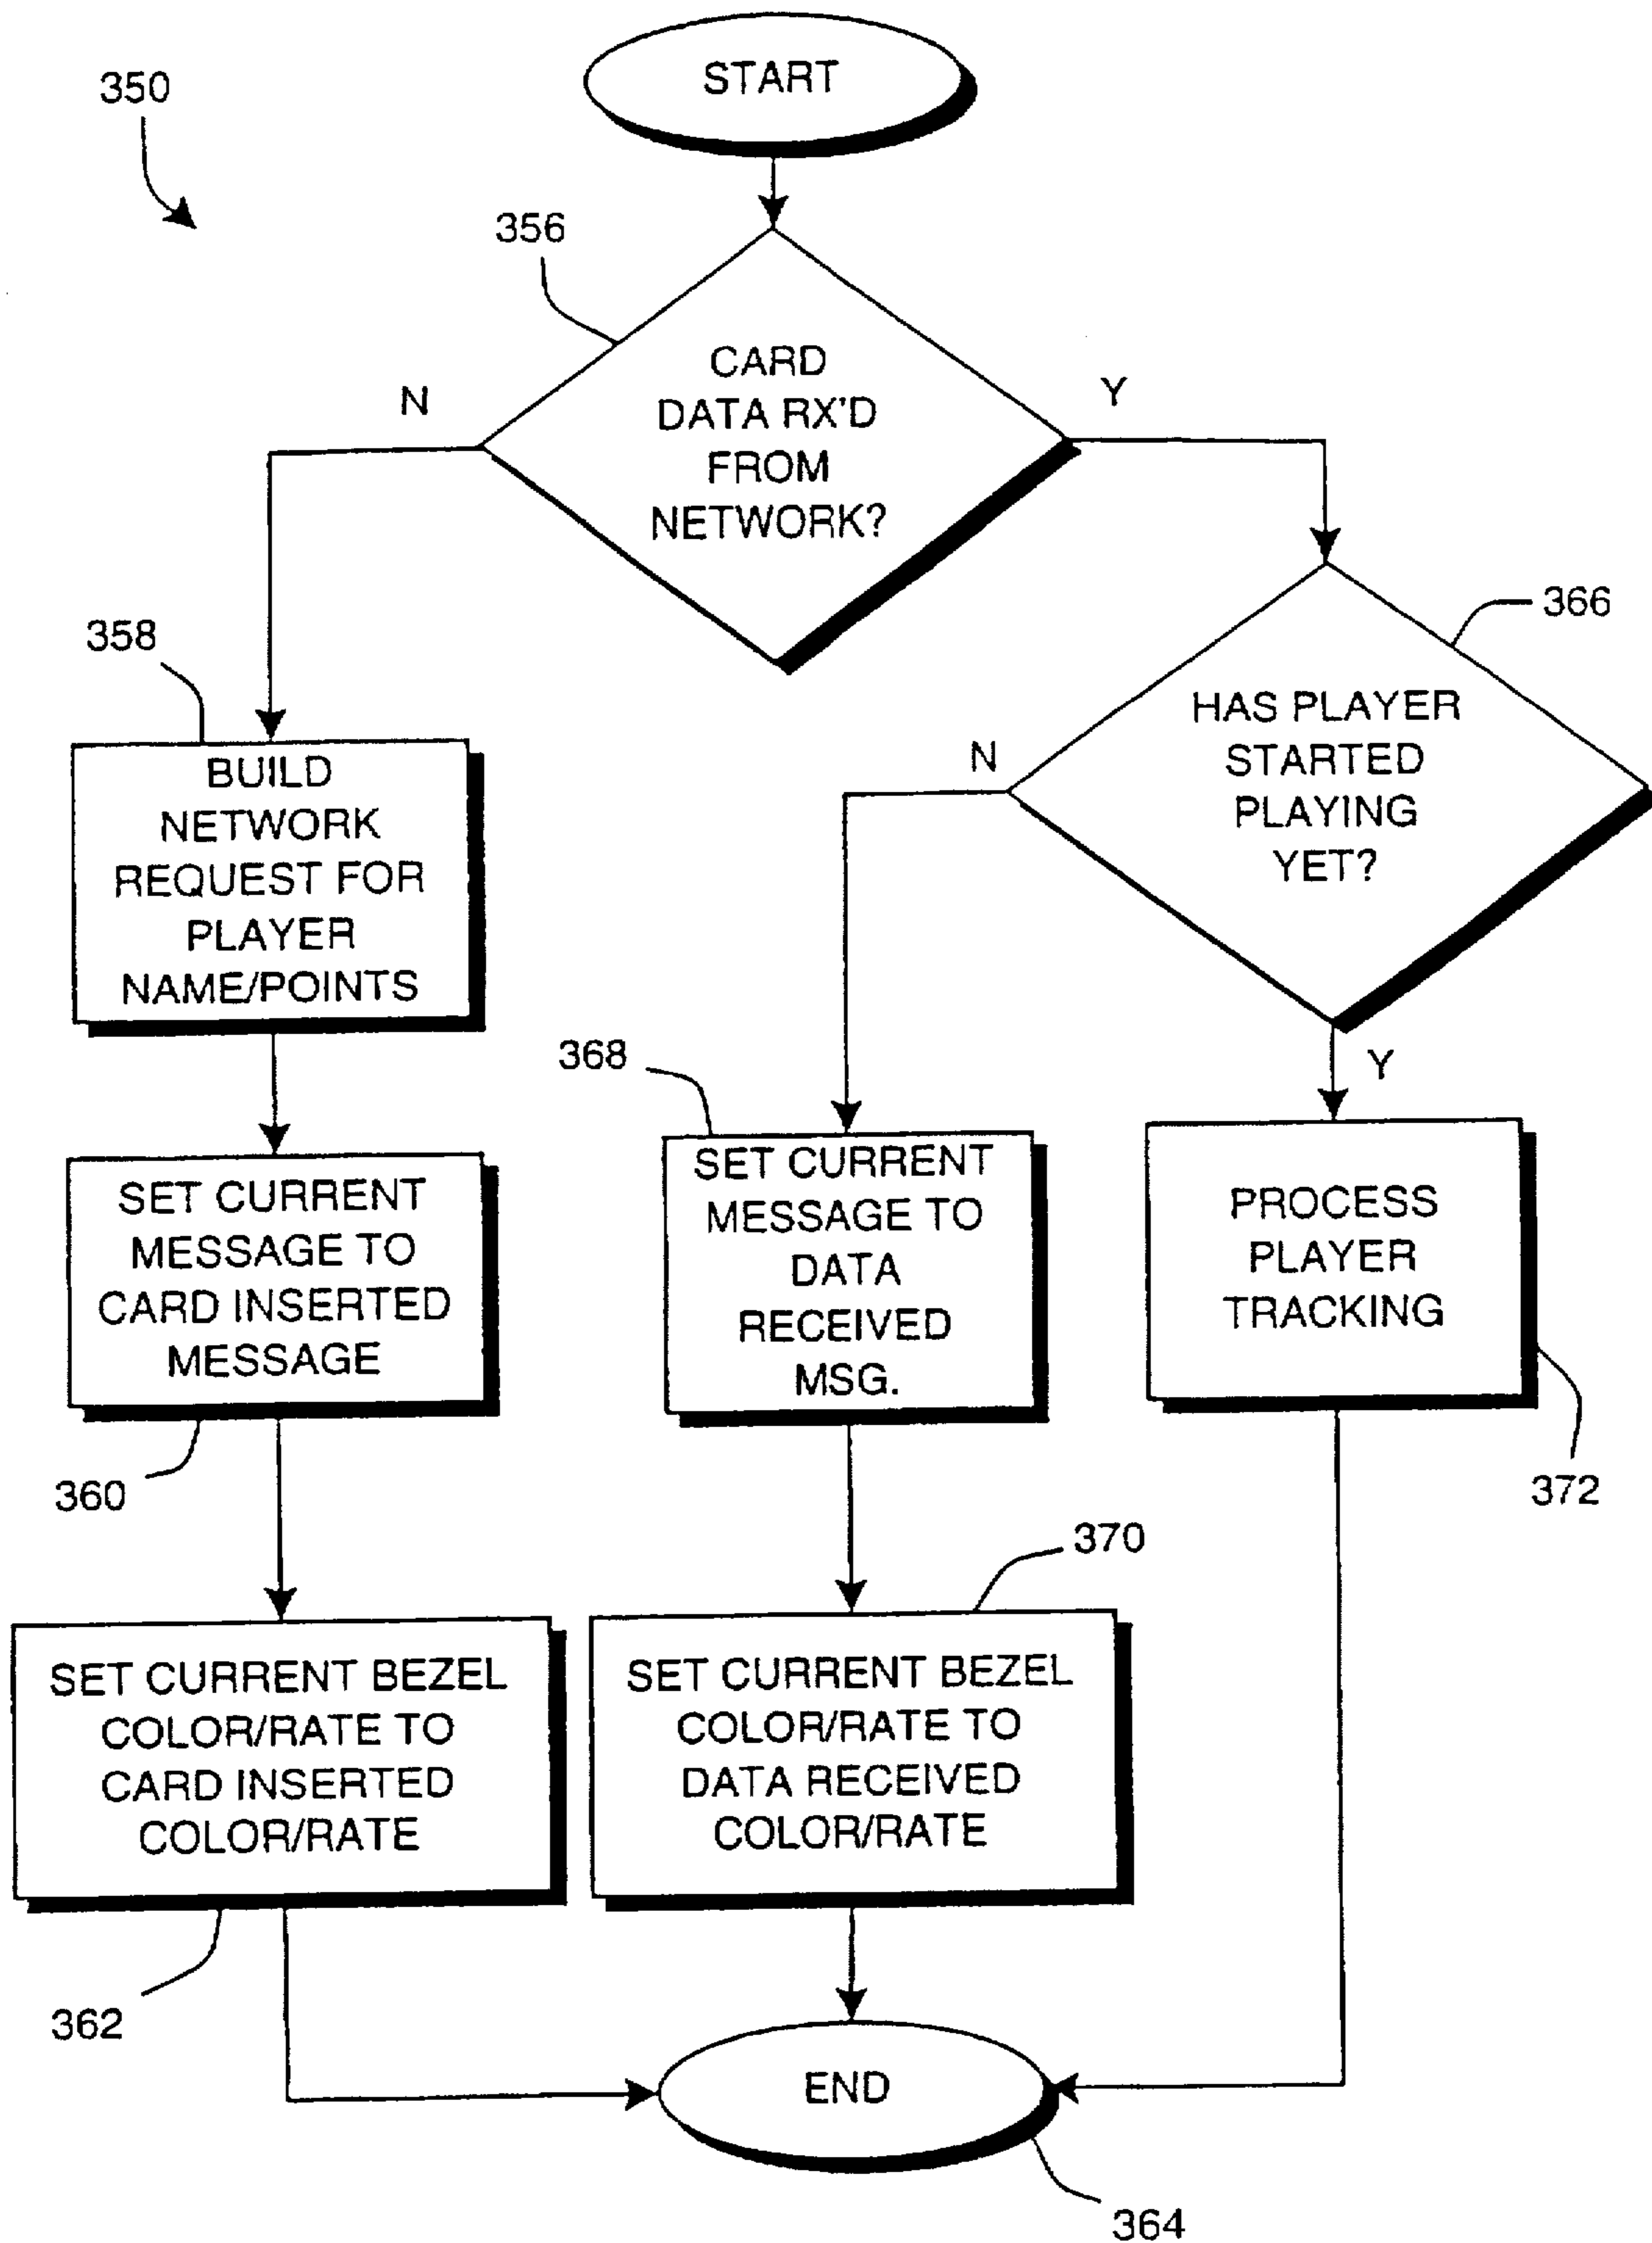 START
350
356
CARD
DATA RX'D
FROM
NETWORK?
N
Y
366
HAS PLAYER
STARTED
PLAYING
YET?
N
Y
358
BUILD
NETWORK
REQUEST FOR
PLAYER
NAME/POINTS
368
SET CURRENT
MESSAGE TO
DATA
RECEIVED
MSG.
PROCESS
PLAYER
TRACKING
372
SET CURRENT
MESSAGE TO
CARD INSERTED
MESSAGE
360
370
SET CURRENT BEZEL
COLOR/RATE TO
CARD INSERTED
COLOR/RATE
362
SET CURRENT BEZEL
COLOR/RATE TO
DATA RECEIVED
COLOR/RATE
END
364